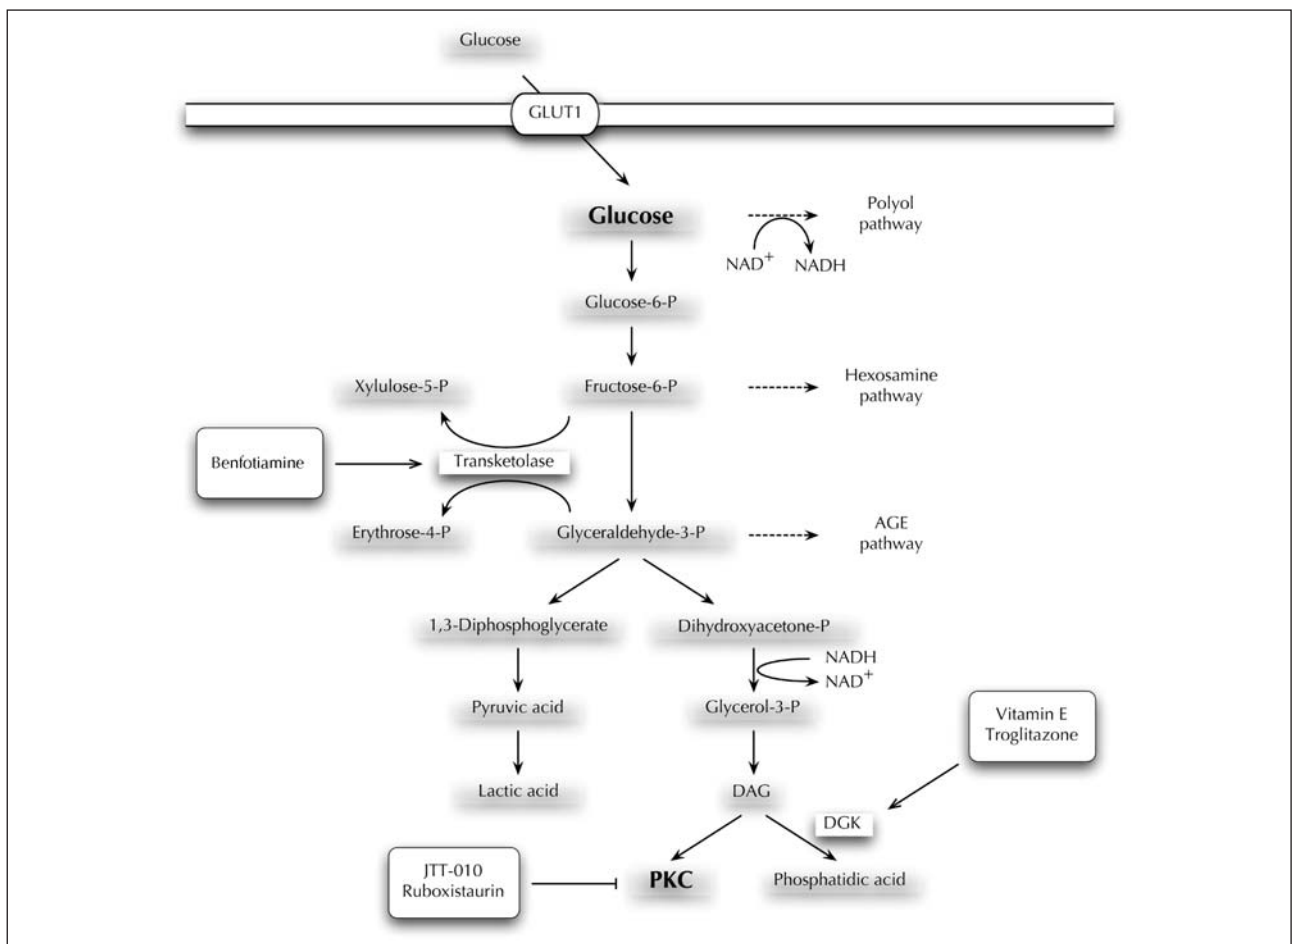 Glucose
GLUT1
Glucose
Polyol
pathway
NAD+ NADH
Glucose-6-P
Xylulose-5-P
Fructose-6-P
Hexosamine
pathway
Benfotiamine
Transketolase
Erythrose-4-P
Glyceraldehyde-3-P
AGE
pathway
1,3-Diphosphoglycerate
Dihydroxyacetone-P
NADH
NAD+
Pyruvic acid
Glycerol-3-P
Vitamin E
Troglitazone
Lactic acid
DAG
DGK
JTT-010
Ruboxistaurin
PKC
Phosphatidic acid